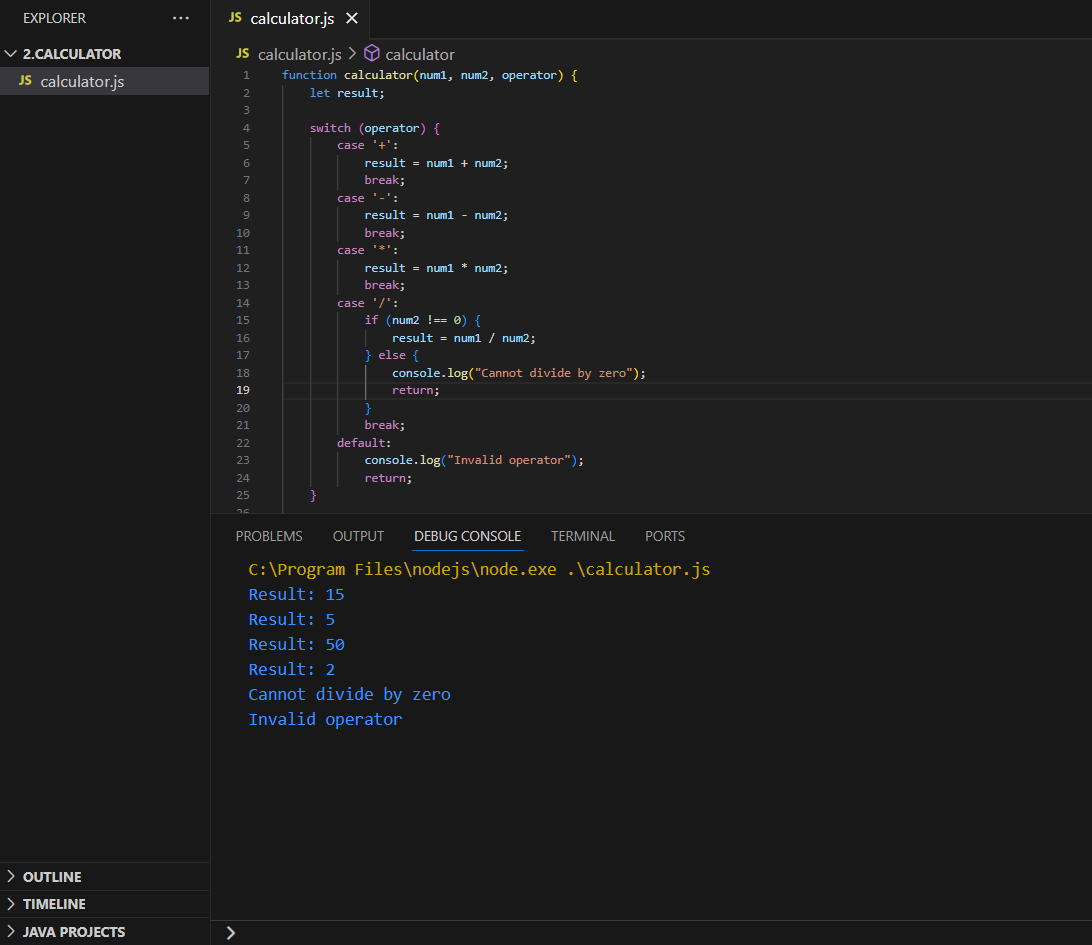 EXPLORER ···
2.CALCULATOR
JS calculator.js
JS calculator.js ×
JS calculator.js > calculator
1 function calculator(num1, num2, operator) {
2     let result;
3
4     switch (operator) {
5         case '+':
6             result = num1 + num2;
7             break;
8         case '-':
9             result = num1 - num2;
10             break;
11         case '*':
12             result = num1 * num2;
13             break;
14         case '/':
15             if (num2 !== 0) {
16                 result = num1 / num2;
17             } else {
18                 console.log("Cannot divide by zero");
19                 return;
20             }
21             break;
22         default:
23             console.log("Invalid operator");
24             return;
25     }
26
PROBLEMS OUTPUT DEBUG CONSOLE TERMINAL PORTS
C:\Program Files\nodejs\node.exe .\calculator.js
Result: 15
Result: 5
Result: 50
Result: 2
Cannot divide by zero
Invalid operator
OUTLINE
TIMELINE
JAVA PROJECTS
>